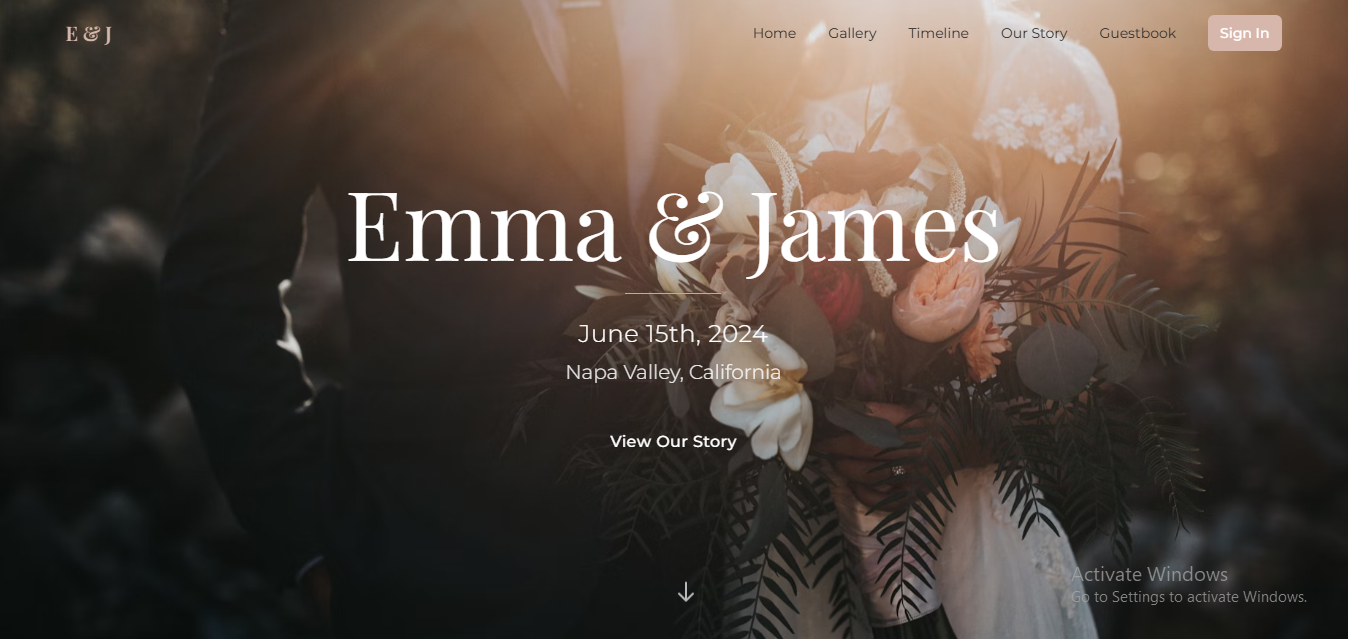 E & J
Home Gallery Timeline Our Story Guestbook Sign In
Emma & James
June 15th, 2024
Napa Valley, California
View Our Story
Activate Windows
Go to Settings to activate Windows.